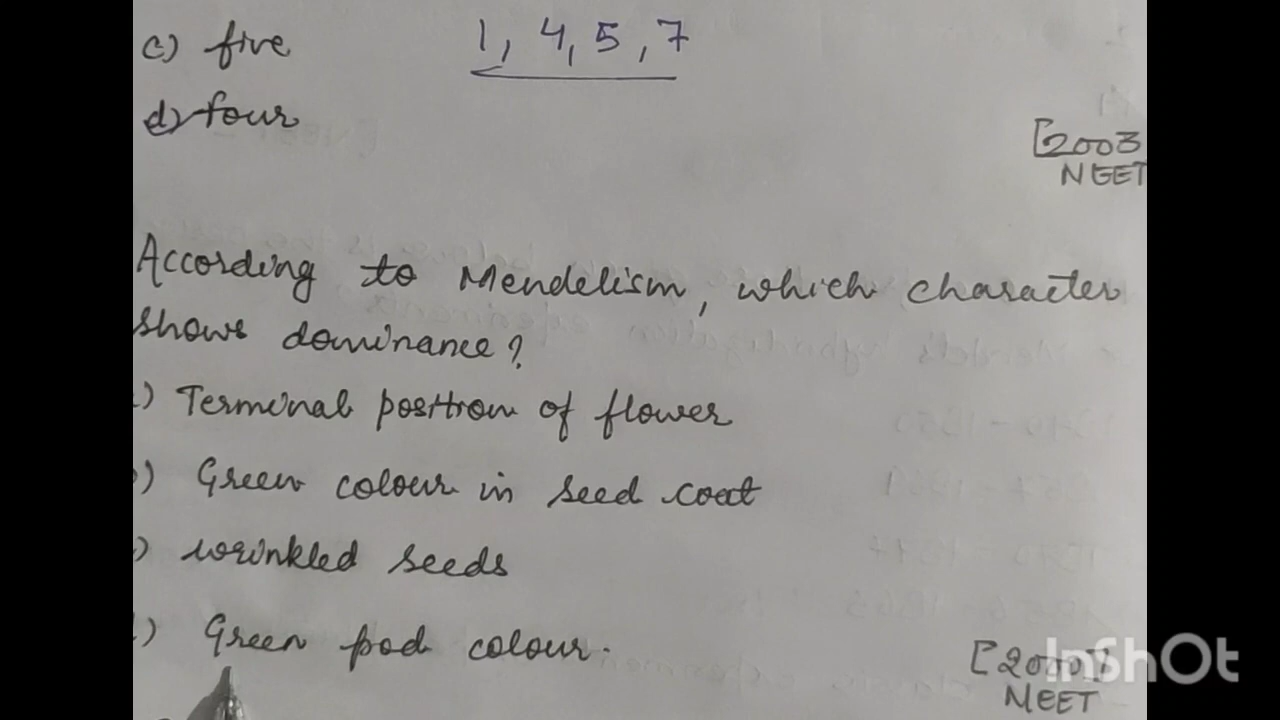 c) five
1, 4, 5, 7
d) four
[2003
NEET
According to Mendelism, which character
shows dominance?
) Terminal position of flower
) Green colour in seed coat
) wrinkled seeds
) Green pod colour.
[2000]
NEET
InShOt